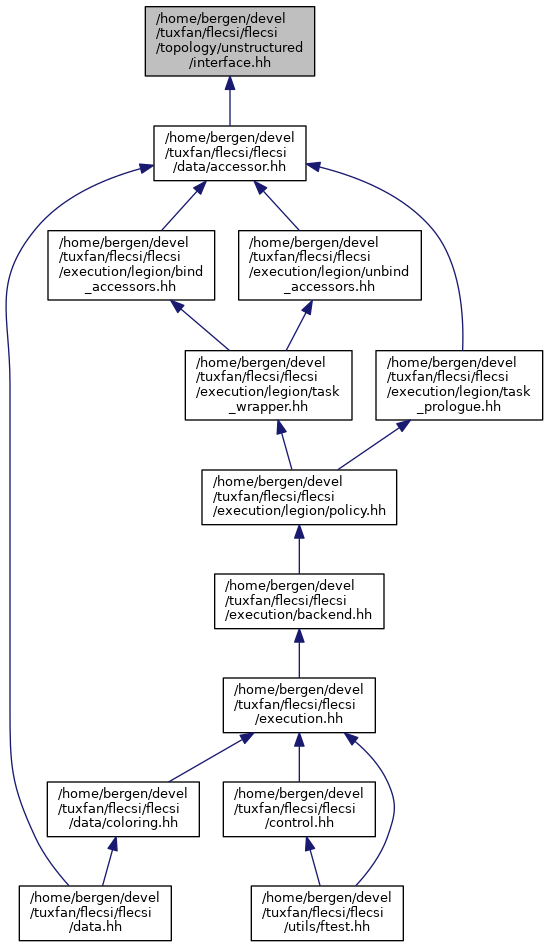 /home/bergen/devel
/tuxfan/flecsi/flecsi
/topology/unstructured
/interface.hh
/home/bergen/devel
/tuxfan/flecsi/flecsi
/data/accessor.hh
/home/bergen/devel
/tuxfan/flecsi/flecsi
/execution/legion/bind
_accessors.hh
/home/bergen/devel
/tuxfan/flecsi/flecsi
/execution/legion/unbind
_accessors.hh
/home/bergen/devel
/tuxfan/flecsi/flecsi
/execution/legion/task
_wrapper.hh
/home/bergen/devel
/tuxfan/flecsi/flecsi
/execution/legion/task
_prologue.hh
/home/bergen/devel
/tuxfan/flecsi/flecsi
/execution/legion/policy.hh
/home/bergen/devel
/tuxfan/flecsi/flecsi
/execution/backend.hh
/home/bergen/devel
/tuxfan/flecsi/flecsi
/execution.hh
/home/bergen/devel
/tuxfan/flecsi/flecsi
/data/coloring.hh
/home/bergen/devel
/tuxfan/flecsi/flecsi
/control.hh
/home/bergen/devel
/tuxfan/flecsi/flecsi
/data.hh
/home/bergen/devel
/tuxfan/flecsi/flecsi
/utils/ftest.hh